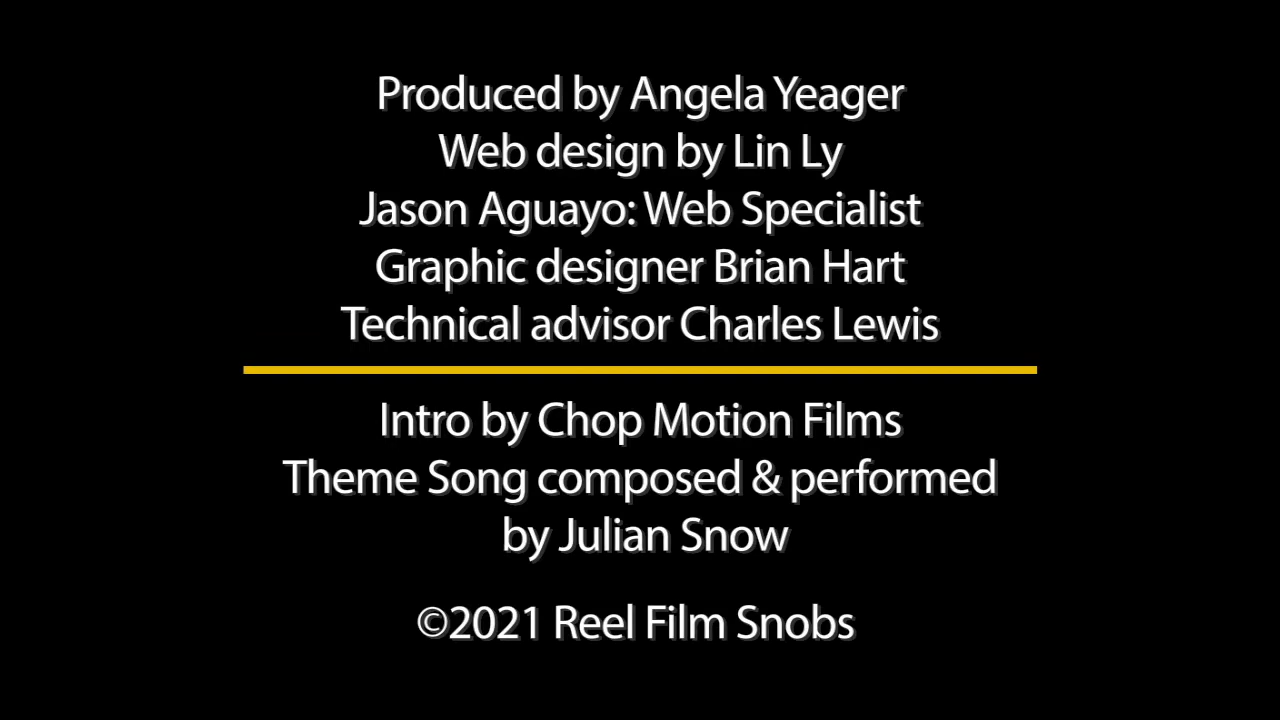 Produced by Angela Yeager
Web design by Lin Ly
Jason Aguayo: Web Specialist
Graphic designer Brian Hart
Technical advisor Charles Lewis
Intro by Chop Motion Films
Theme Song composed & performed
by Julian Snow
©2021 Reel Film Snobs